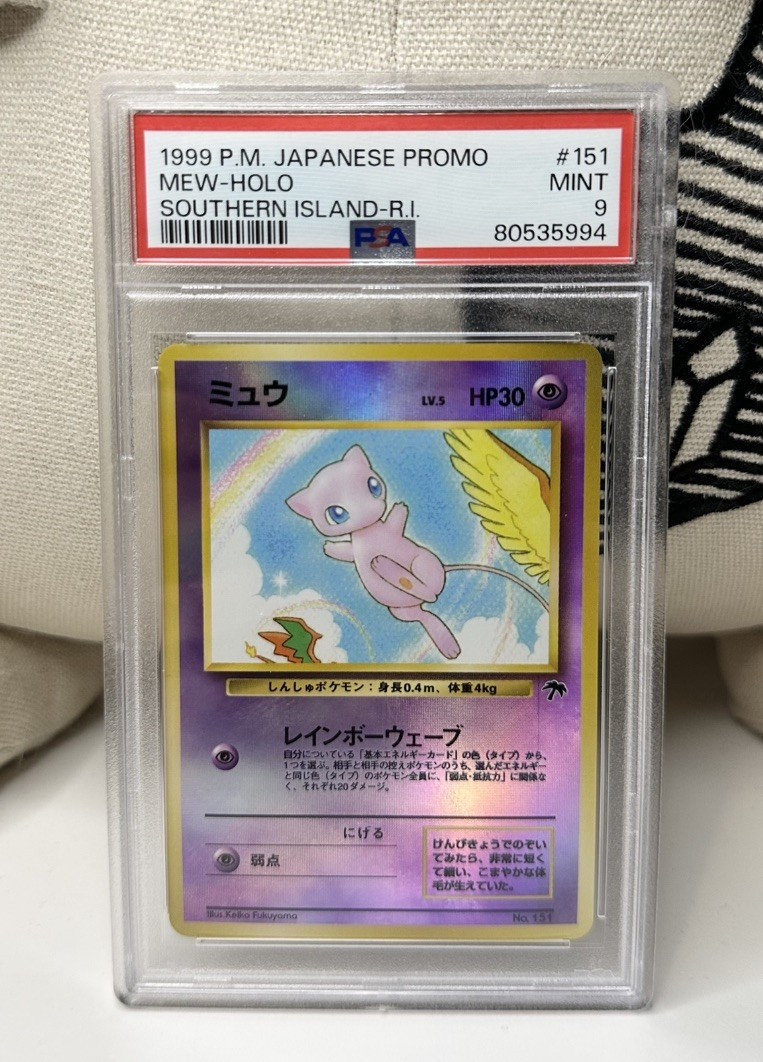 1999 P.M. JAPANESE PROMO #151
MEW-HOLO MINT
SOUTHERN ISLAND-R.I. 9
PSA 80535994
ミュウ LV.5 HP30
しんしゅポケモン：身長0.4m、体重4kg
レインボーウェーブ
自分についている「基本エネルギーカード」の色（タイプ）から、
1つを選ぶ。相手と相手の控えポケモンのうち、選んだエネルギー
と同じ色（タイプ）のポケモン全員に、「弱点・抵抗力」に関係な
く、それぞれ20ダメージ。
にげる
弱点
けんびきょうでのぞい
てみたら、非常に短く
て細い、こまやかな体
毛が生えていた。
Illus. Keiko Fukuyama No. 151